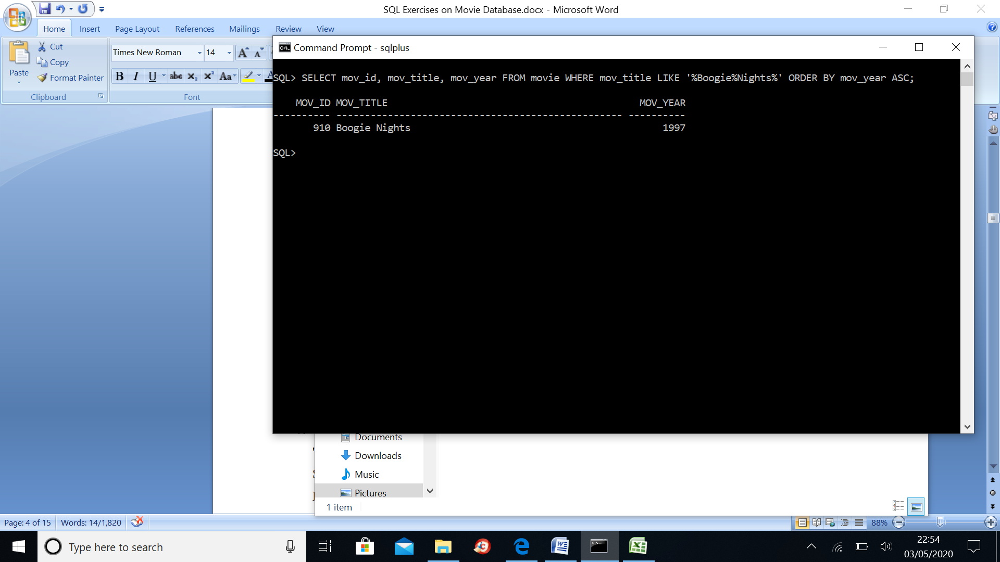 SQL Exercises on Movie Database.docx - Microsoft Word
Home Insert Page Layout References Mailings Review View
Paste
Cut
Copy
Format Painter
Clipboard
Times New Roman 14
B I U abc x₂ x² Aa A
Font
Command Prompt - sqlplus
SQL> SELECT mov_id, mov_title, mov_year FROM movie WHERE mov_title LIKE '%Boogie%Nights%' ORDER BY mov_year ASC;
MOV_ID MOV_TITLE MOV_YEAR
---------- -------------------------------------------------- ----------
910 Boogie Nights 1997
SQL>
Documents
Downloads
Music
Pictures
1 item
Page: 4 of 15 Words: 14/1,820 88%
Type here to search
22:54
03/05/2020